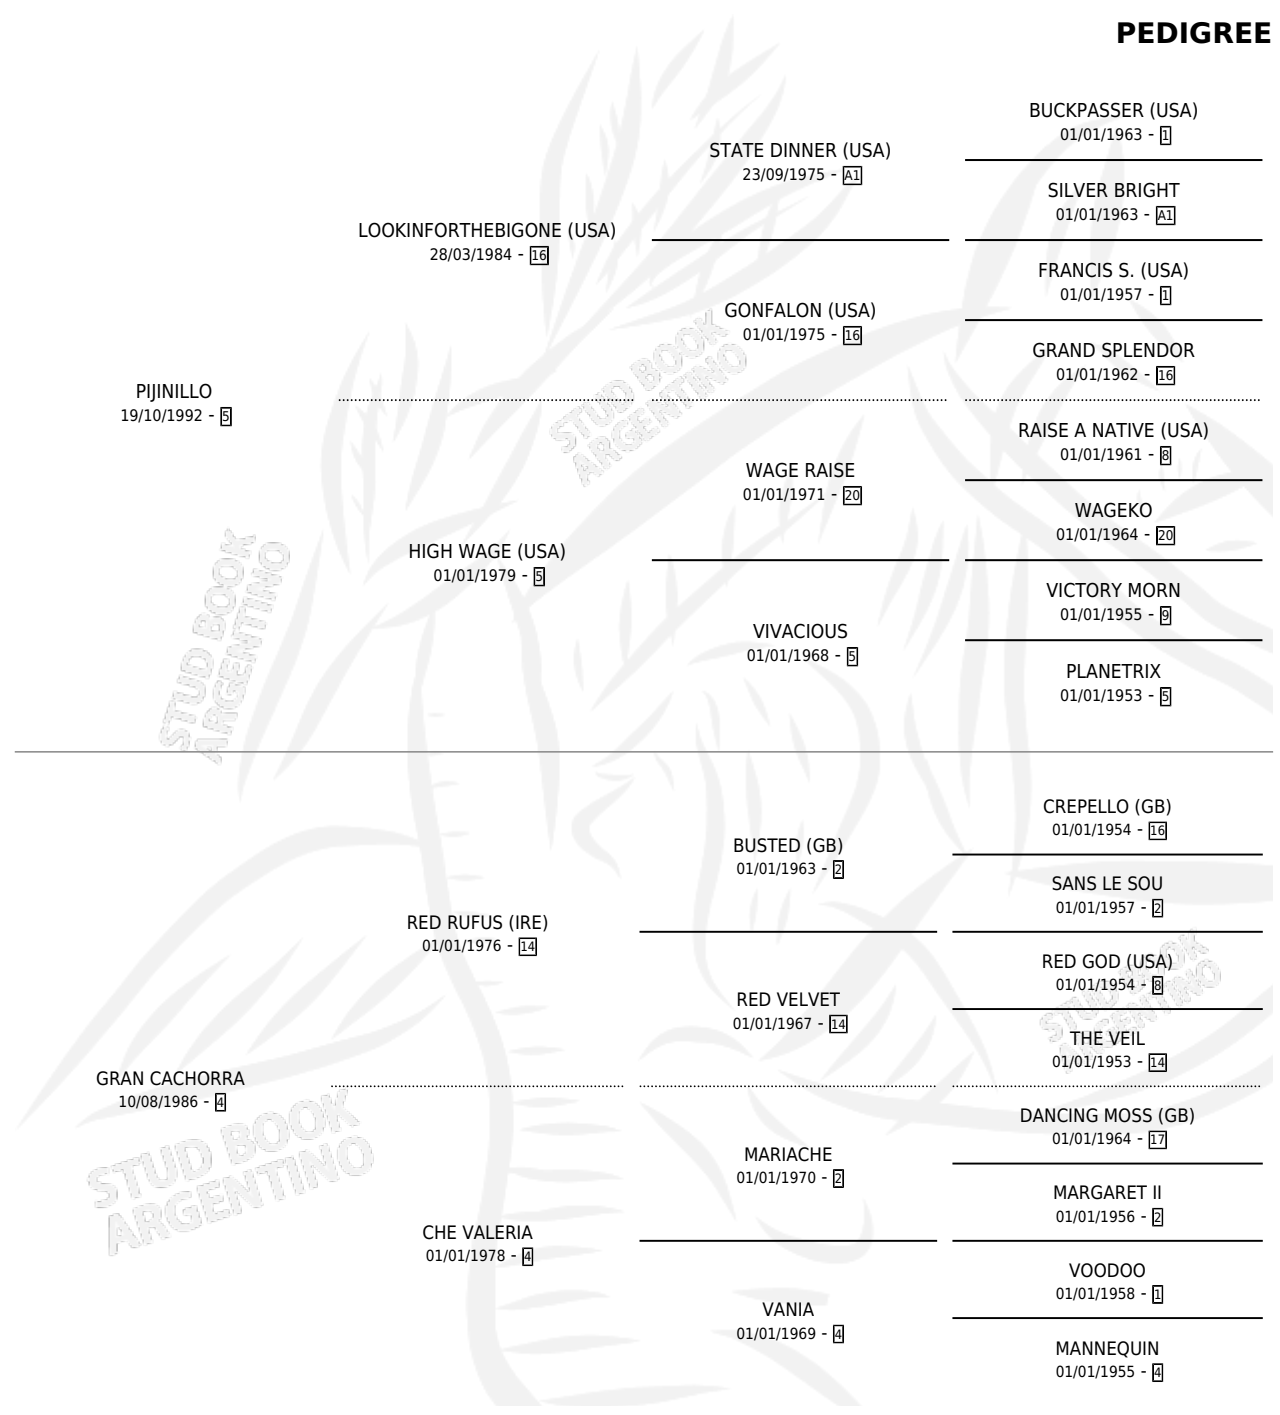 PEDIGREE
BUCKPASSER (USA)
01/01/1963 - 1
STATE DINNER (USA)
23/09/1975 - A1
SILVER BRIGHT
01/01/1963 - A1
LOOKINFORTHEBIGONE (USA)
28/03/1984 - 16
FRANCIS S. (USA)
01/01/1957 - 1
GONFALON (USA)
01/01/1975 - 16
GRAND SPLENDOR
01/01/1962 - 16
PIJINILLO
19/10/1992 - 5
RAISE A NATIVE (USA)
01/01/1961 - 8
WAGE RAISE
01/01/1971 - 20
WAGEKO
01/01/1964 - 20
HIGH WAGE (USA)
01/01/1979 - 5
VICTORY MORN
01/01/1955 - 9
VIVACIOUS
01/01/1968 - 5
PLANETRIX
01/01/1953 - 5
CREPELLO (GB)
01/01/1954 - 16
BUSTED (GB)
01/01/1963 - 2
SANS LE SOU
01/01/1957 - 2
RED RUFUS (IRE)
01/01/1976 - 14
RED GOD (USA)
01/01/1954 - 8
RED VELVET
01/01/1967 - 14
THE VEIL
01/01/1953 - 14
GRAN CACHORRA
10/08/1986 - 4
DANCING MOSS (GB)
01/01/1964 - 17
MARIACHE
01/01/1970 - 2
MARGARET II
01/01/1956 - 2
CHE VALERIA
01/01/1978 - 4
VOODOO
01/01/1958 - 1
VANIA
01/01/1969 - 4
MANNEQUIN
01/01/1955 - 4
STUD BOOK
ARGENTINO
STUD BOOK
ARGENTINO
STUD BOOK
ARGENTINO
STUD BOOK
ARGENTINO